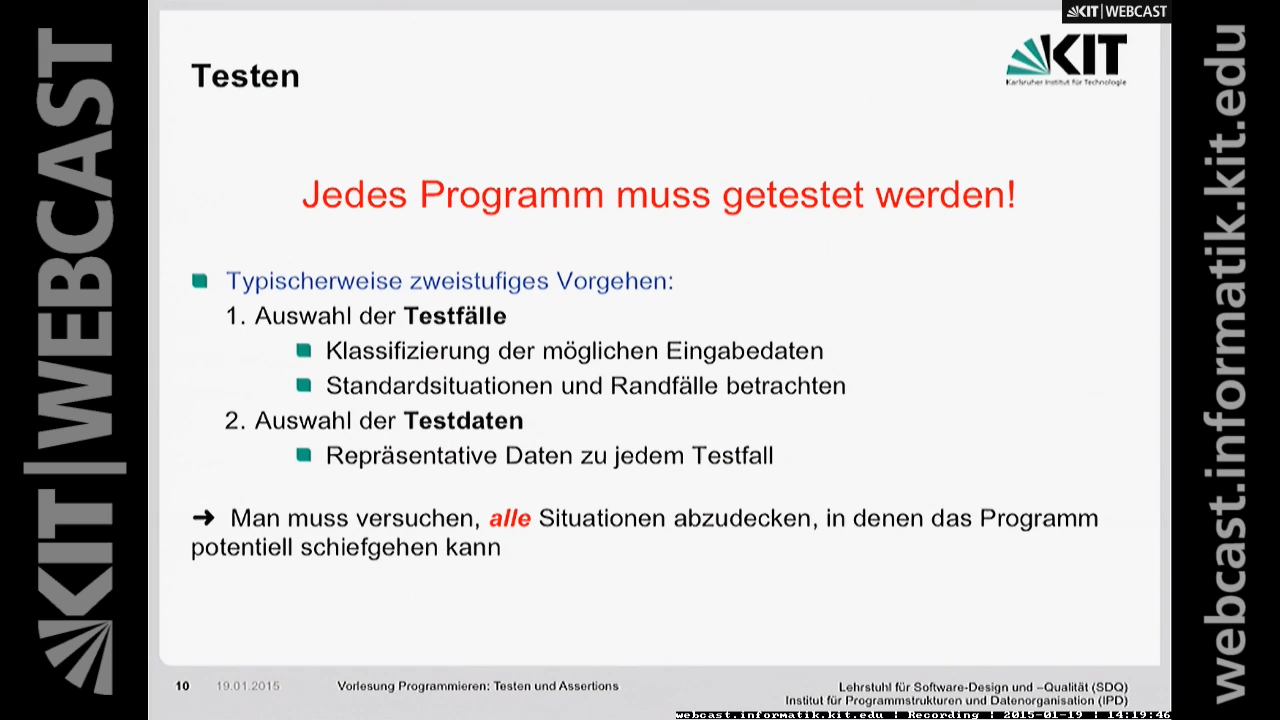 KIT WEBCAST
KIT
Karlsruher Institut für Technologie
Testen
Jedes Programm muss getestet werden!
Typischerweise zweistufiges Vorgehen:
1. Auswahl der Testfälle
Klassifizierung der möglichen Eingabedaten
Standardsituationen und Randfälle betrachten
2. Auswahl der Testdaten
Repräsentative Daten zu jedem Testfall
➜ Man muss versuchen, alle Situationen abzudecken, in denen das Programm
potentiell schiefgehen kann
10 19.01.2015 Vorlesung Programmieren: Testen und Assertions
Lehrstuhl für Software-Design und –Qualität (SDQ)
Institut für Programmstrukturen und Datenorganisation (IPD)
webcast.informatik.kit.edu | Recording | 2015-01-19 | 14:19:46
KIT|WEBCAST
webcast.informatik.kit.edu